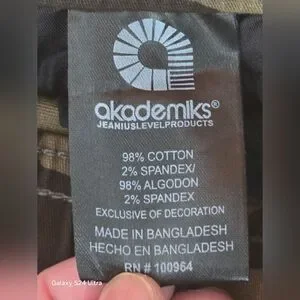 akademiks®
JEANIUSLEVELPRODUCTS
98% COTTON
2% SPANDEX/
98% ALGODON
2% SPANDEX
EXCLUSIVE OF DECORATION
MADE IN BANGLADESH
HECHO EN BANGLADESH
RN # 100964
Galaxy S24 Ultra